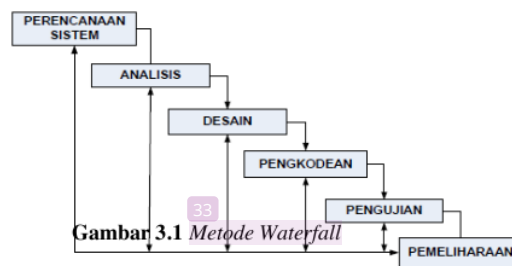 PERENCANAAN
SISTEM
ANALISIS
DESAIN
PENGKODEAN
PENGUJIAN
33
Gambar 3.1 Metode Waterfall
PEMELIHARAAN